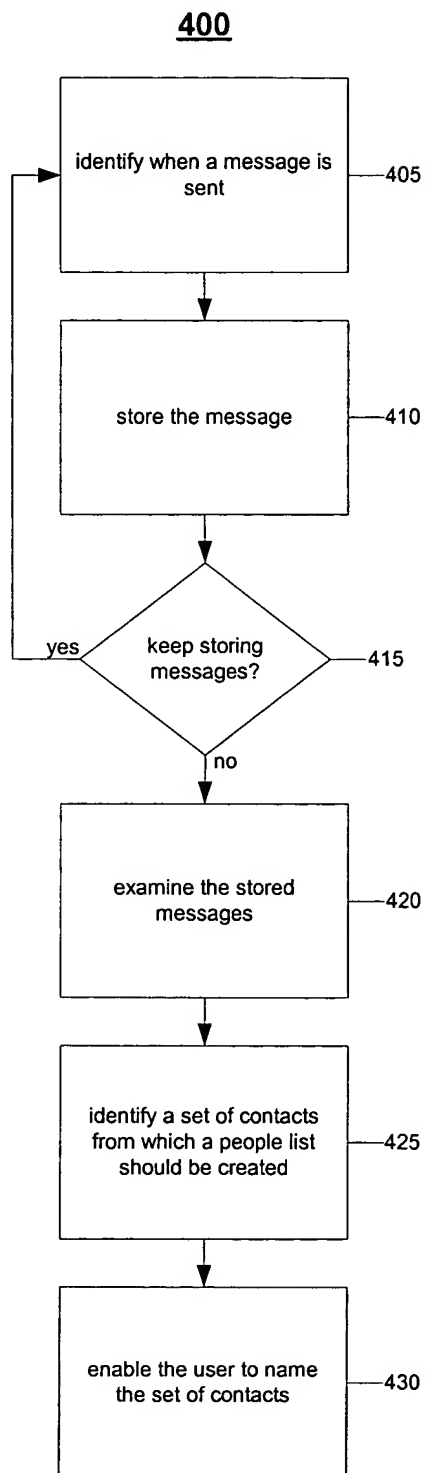 400
identify when a message is
sent
405
store the message
410
yes
keep storing
messages?
415
no
examine the stored
messages
420
identify a set of contacts
from which a people list
should be created
425
enable the user to name
the set of contacts
430